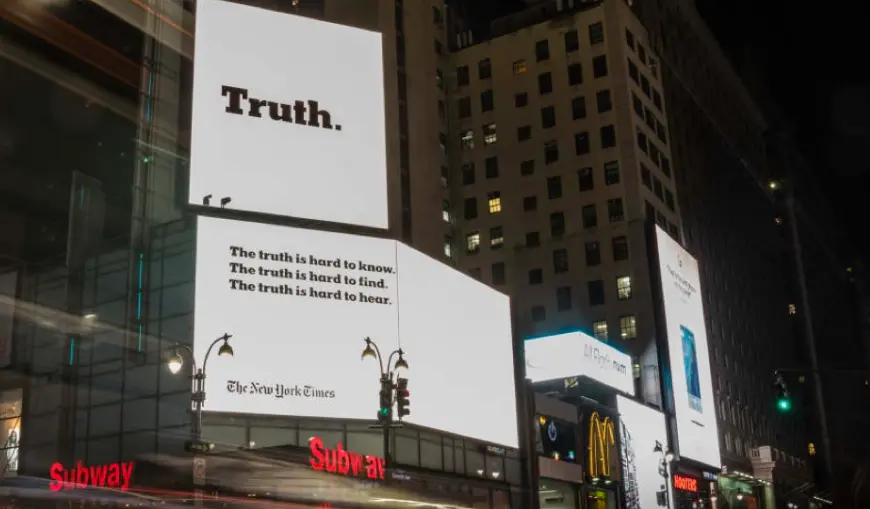 Truth.
The truth is hard to know.
The truth is hard to find.
The truth is hard to hear.
The New York Times
SUBWAY
SUBWAY
HOOTERS